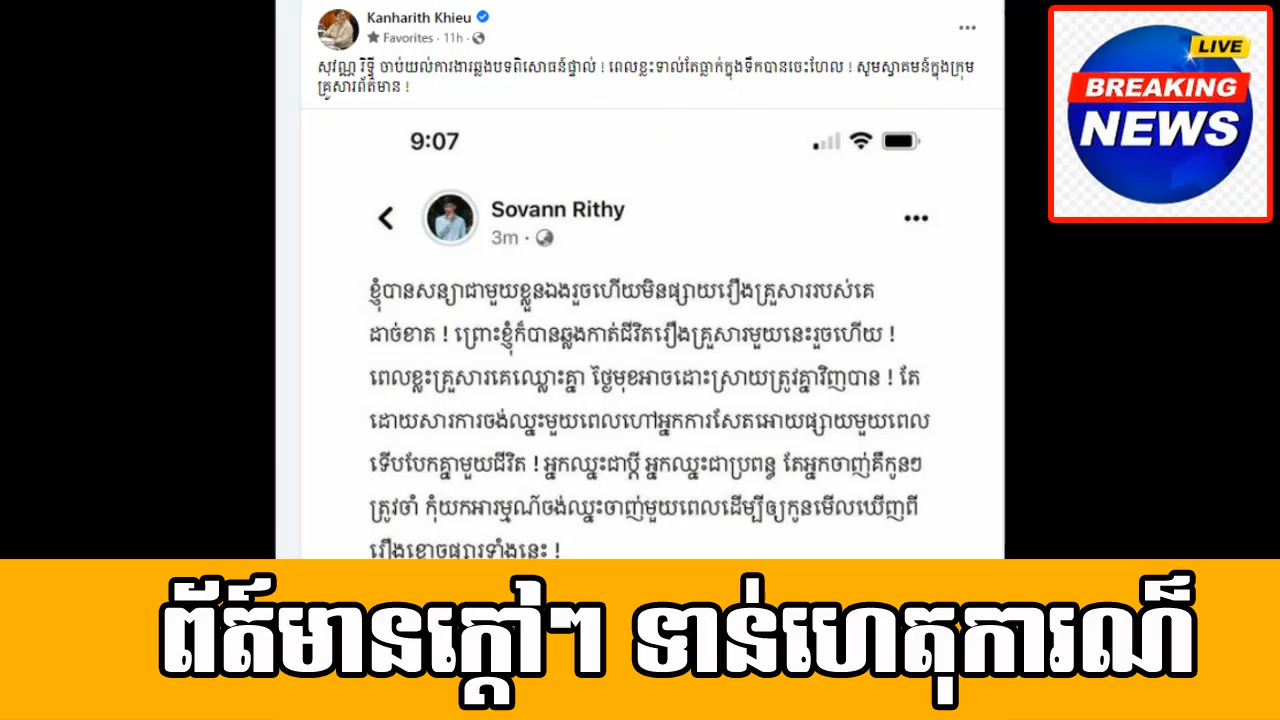 Kanharith Khieu
Favorites · 11h ·
សុវណ្ណ រិទ្ធី ចាប់យល់ការងារឆ្លងបទពិសោធន៍ផ្ទាល់ ! ពេលខ្លះទាល់តែធ្លាក់ក្នុងទឹកបានចេះហែល ! សូមស្វាគមន៍ក្នុងក្រុម
គ្រួសារព័ត៌មាន !
LIVE
BREAKING
NEWS
9:07
Sovann Rithy
3m ·
ខ្ញុំបានសន្យាជាមួយខ្លួនឯងរួចហើយមិនផ្សាយរឿងគ្រួសាររបស់គេ
ដាច់ខាត ! ព្រោះខ្ញុំក៏បានឆ្លងកាត់ជីវិតរឿងគ្រួសារមួយនេះរួចហើយ !
ពេលខ្លះគ្រួសារគេឈ្លោះគ្នា ថ្ងៃមុខអាចដោះស្រាយត្រូវគ្នាវិញបាន ! តែ
ដោយសារការចង់ឈ្នះមួយពេលហៅអ្នកការសែតអោយផ្សាយមួយពេល
ទើបបែកគ្នាមួយជីវិត ! អ្នកឈ្នះជាប្តី អ្នកឈ្នះជាប្រពន្ធ តែអ្នកចាញ់គឺកូនៗ
ត្រូវចាំ កុំយកអារម្មណ៍ចង់ឈ្នះចាញ់មួយពេលដើម្បីឲ្យកូនមើលឃើញពី
រឿងខោចផ្សារទាំងនេះ !
ព័ត៍មានក្តៅៗ ទាន់ហេតុការណ៏